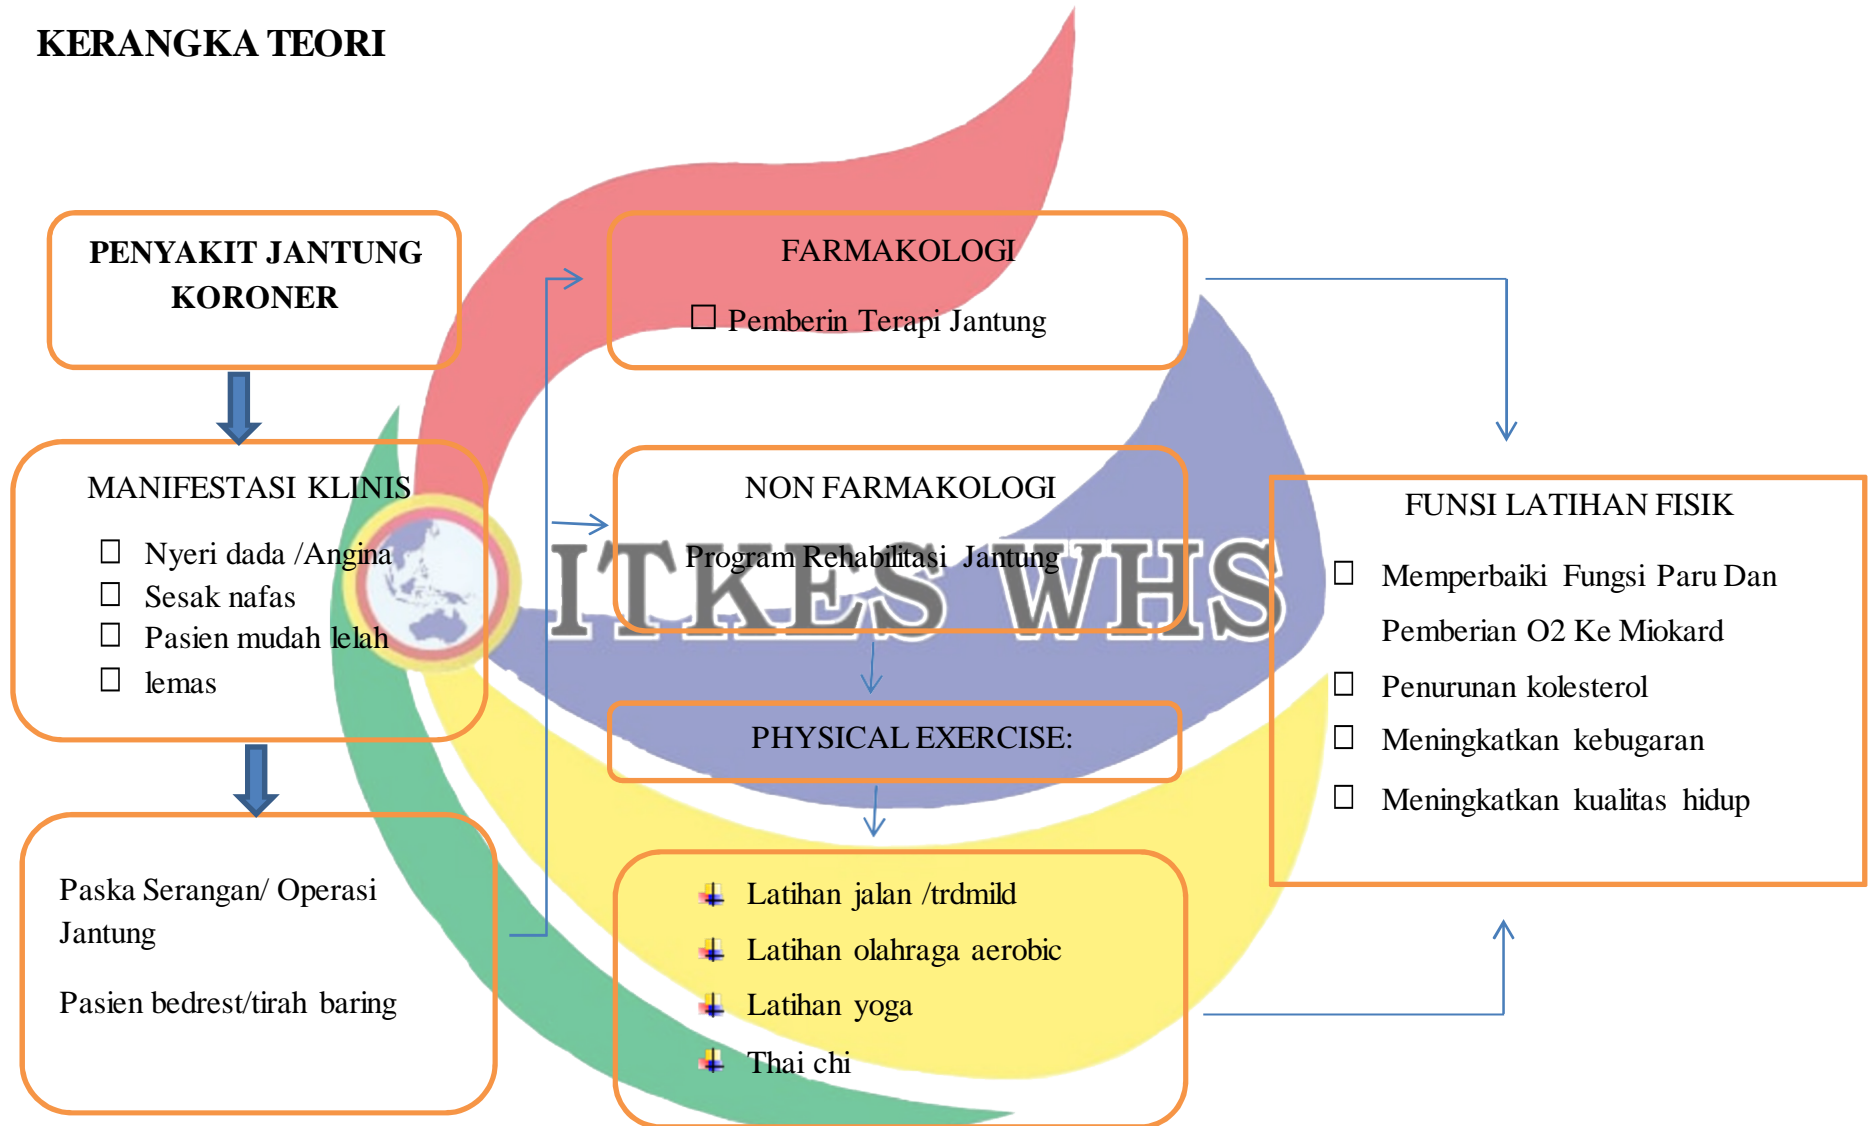 KERANGKA TEORI
PENYAKIT JANTUNG
KORONER
MANIFESTASI KLINIS
☐ Nyeri dada /Angina
☐ Sesak nafas
☐ Pasien mudah lelah
☐ lemas
Paska Serangan/ Operasi
Jantung
Pasien bedrest/tirah baring
FARMAKOLOGI
☐ Pemberin Terapi Jantung
NON FARMAKOLOGI
Program Rehabilitasi Jantung
ITKES WHS
PHYSICAL EXERCISE:
Latihan jalan /trdmild
Latihan olahraga aerobic
Latihan yoga
Thai chi
FUNSI LATIHAN FISIK
☐ Memperbaiki Fungsi Paru Dan
Pemberian O2 Ke Miokard
☐ Penurunan kolesterol
☐ Meningkatkan kebugaran
☐ Meningkatkan kualitas hidup